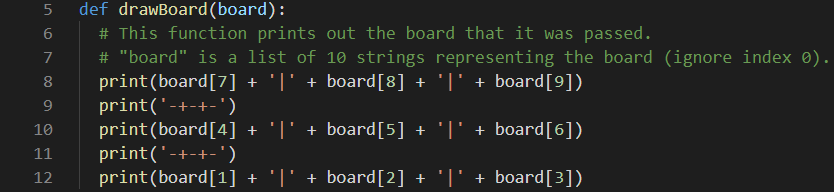 5 def drawBoard(board):
6 # This function prints out the board that it was passed.
7 # "board" is a list of 10 strings representing the board (ignore index 0).
8 print(board[7] + '|' + board[8] + '|' + board[9])
9 print('-+-+-')
10 print(board[4] + '|' + board[5] + '|' + board[6])
11 print('-+-+-')
12 print(board[1] + '|' + board[2] + '|' + board[3])